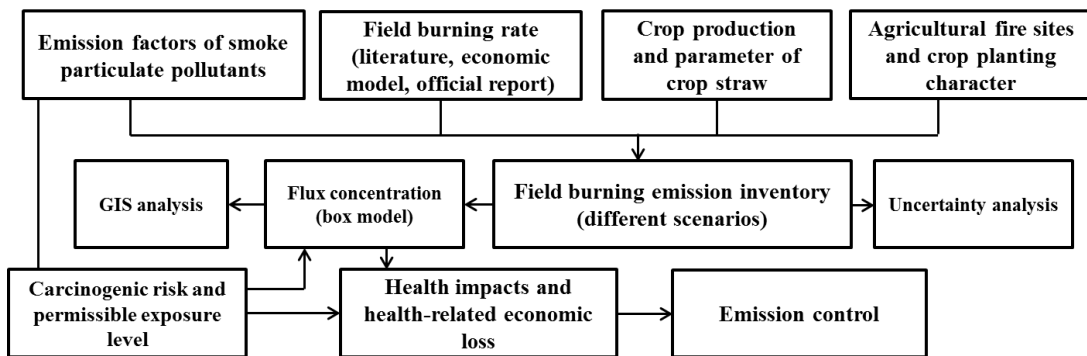 Emission factors of smoke
particulate pollutants
Field burning rate
(literature, economic
model, official report)
Crop production
and parameter of
crop straw
Agricultural fire sites
and crop planting
character
GIS analysis
Flux concentration
(box model)
Field burning emission inventory
(different scenarios)
Uncertainty analysis
Carcinogenic risk and
permissible exposure
level
Health impacts and
health-related economic
loss
Emission control